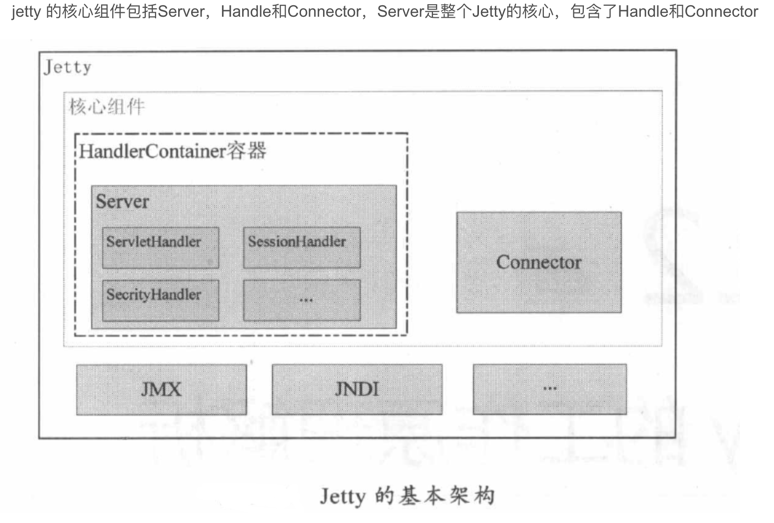 jetty 的核心组件包括Server，Handle和Connector，Server是整个Jetty的核心，包含了Handle和Connector
Jetty
核心组件
HandlerContainer容器
Server
ServletHandler
SessionHandler
SecrityHandler
...
Connector
JMX
JNDI
...
Jetty 的基本架构